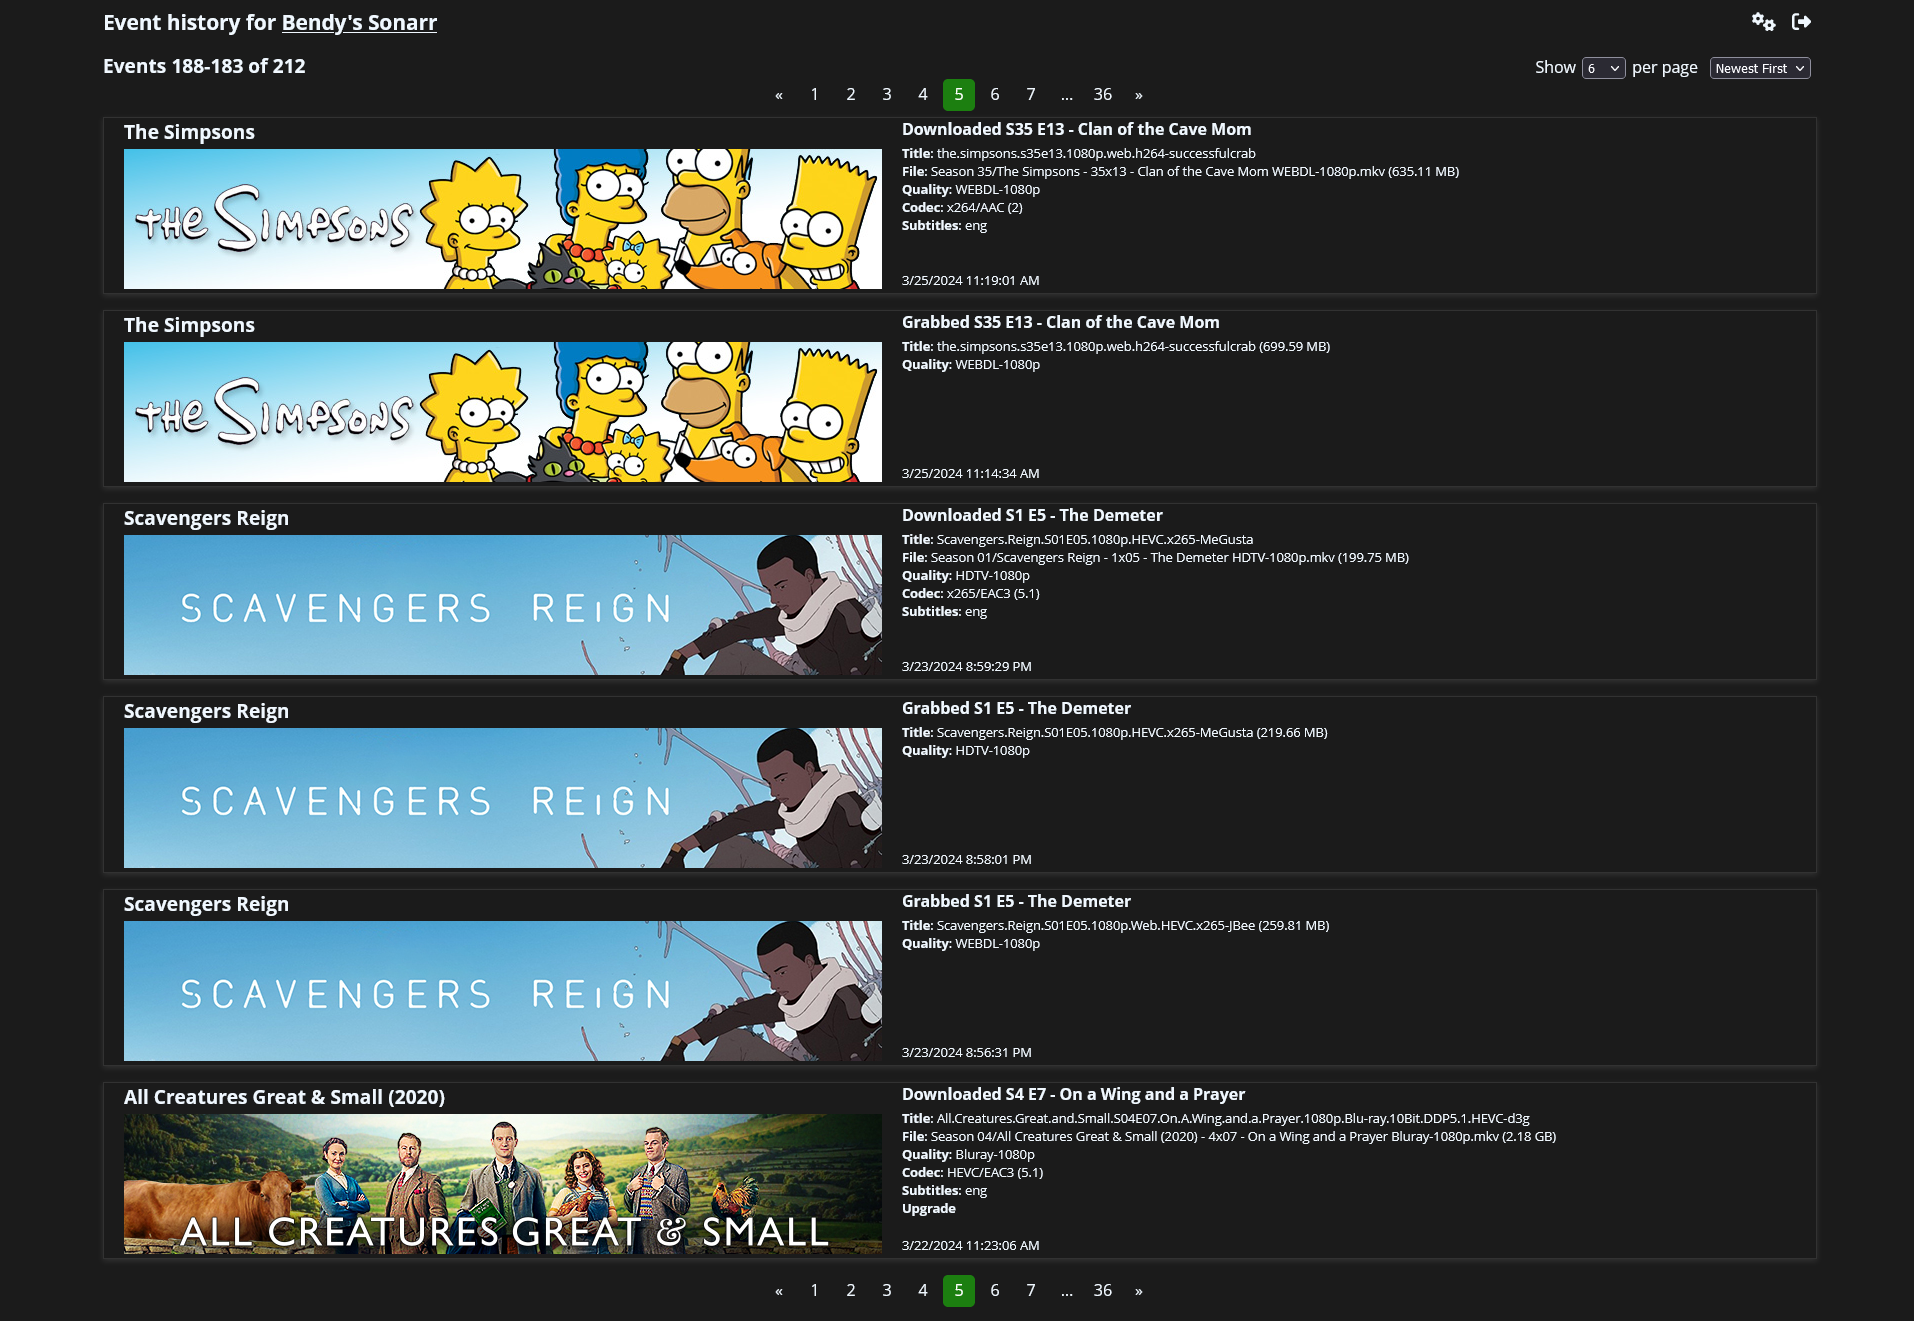 Event history for Bendy's Sonarr
Events 188-183 of 212
Show 6 per page Newest First
« 1 2 3 4 5 6 7 ... 36 »
The Simpsons
the Simpsons
Downloaded S35 E13 - Clan of the Cave Mom
Title: the.simpsons.s35e13.1080p.web.h264-successfulcrab
File: Season 35/The Simpsons - 35x13 - Clan of the Cave Mom WEBDL-1080p.mkv (635.11 MB)
Quality: WEBDL-1080p
Codec: x264/AAC (2)
Subtitles: eng
3/25/2024 11:19:01 AM
The Simpsons
the Simpsons
Grabbed S35 E13 - Clan of the Cave Mom
Title: the.simpsons.s35e13.1080p.web.h264-successfulcrab (699.59 MB)
Quality: WEBDL-1080p
3/25/2024 11:14:34 AM
Scavengers Reign
SCAVENGERS REiGN
Downloaded S1 E5 - The Demeter
Title: Scavengers.Reign.S01E05.1080p.HEVC.x265-MeGusta
File: Season 01/Scavengers Reign - 1x05 - The Demeter HDTV-1080p.mkv (199.75 MB)
Quality: HDTV-1080p
Codec: x265/EAC3 (5.1)
Subtitles: eng
3/23/2024 8:59:29 PM
Scavengers Reign
SCAVENGERS REiGN
Grabbed S1 E5 - The Demeter
Title: Scavengers.Reign.S01E05.1080p.HEVC.x265-MeGusta (219.66 MB)
Quality: HDTV-1080p
3/23/2024 8:58:01 PM
Scavengers Reign
SCAVENGERS REiGN
Grabbed S1 E5 - The Demeter
Title: Scavengers.Reign.S01E05.1080p.Web.HEVC.x265-JBee (259.81 MB)
Quality: WEBDL-1080p
3/23/2024 8:56:31 PM
All Creatures Great & Small (2020)
ALL CREATURES GREAT & SMALL
Downloaded S4 E7 - On a Wing and a Prayer
Title: All.Creatures.Great.and.Small.S04E07.On.A.Wing.and.a.Prayer.1080p.Blu-ray.10Bit.DDP5.1.HEVC-d3g
File: Season 04/All Creatures Great & Small (2020) - 4x07 - On a Wing and a Prayer Bluray-1080p.mkv (2.18 GB)
Quality: Bluray-1080p
Codec: HEVC/EAC3 (5.1)
Subtitles: eng
Upgrade
3/22/2024 11:23:06 AM
« 1 2 3 4 5 6 7 ... 36 »